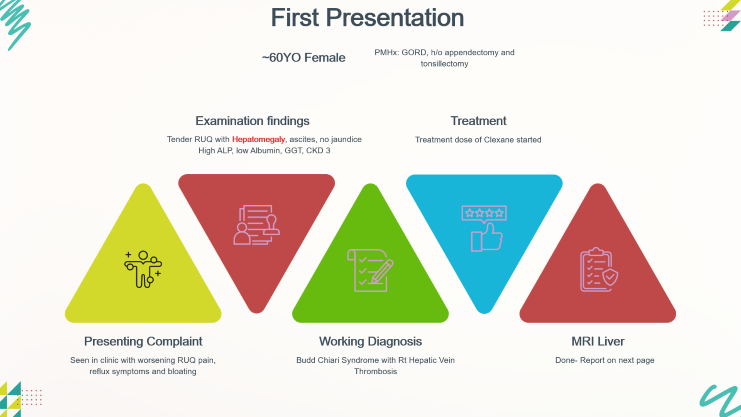 First Presentation
~60YO Female
PMHx: GORD, h/o appendectomy and
tonsillectomy
Examination findings
Tender RUQ with Hepatomegaly, ascites, no jaundice
High ALP, low Albumin, GGT, CKD 3
Treatment
Treatment dose of Clexane started
Presenting Complaint
Seen in clinic with worsening RUQ pain,
reflux symptoms and bloating
Working Diagnosis
Budd Chiari Syndrome with Rt Hepatic Vein
Thrombosis
MRI Liver
Done- Report on next page